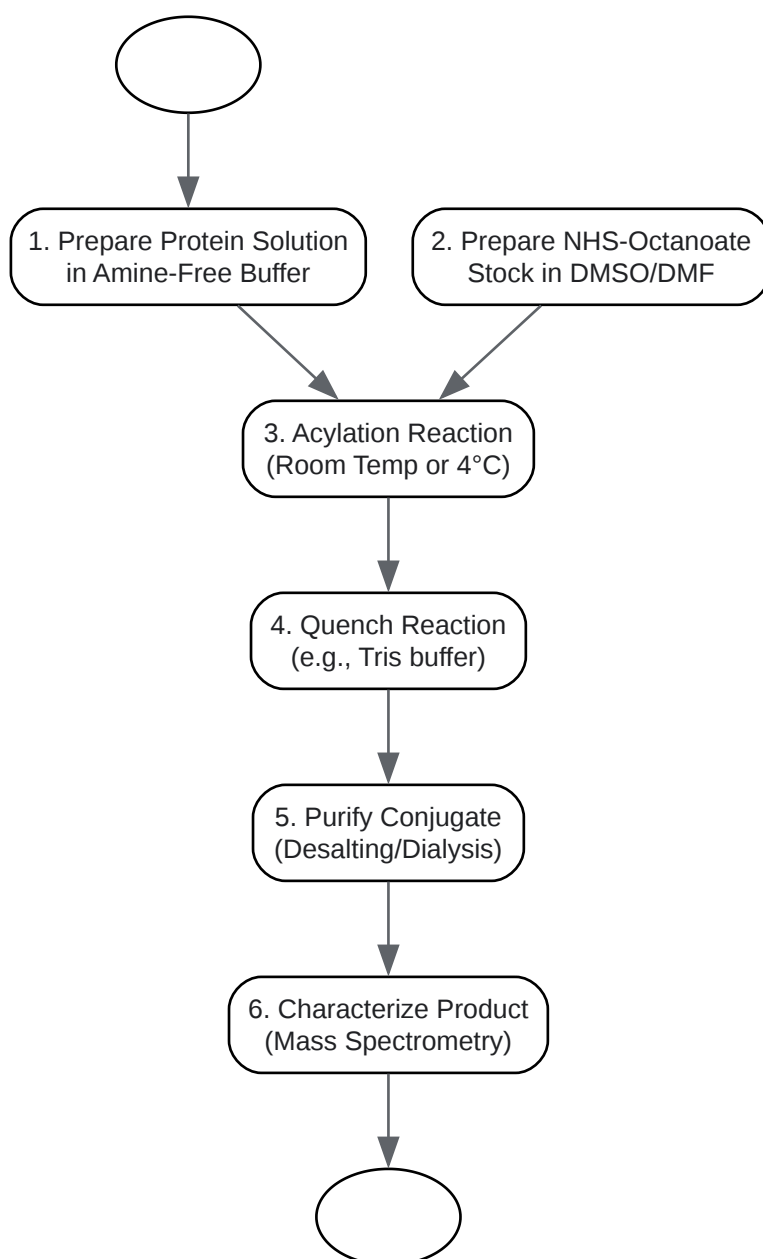 1. Prepare Protein Solution
in Amine-Free Buffer
2. Prepare NHS-Octanoate
Stock in DMSO/DMF
3. Acylation Reaction
(Room Temp or 4°C)
4. Quench Reaction
(e.g., Tris buffer)
5. Purify Conjugate
(Desalting/Dialysis)
6. Characterize Product
(Mass Spectrometry)